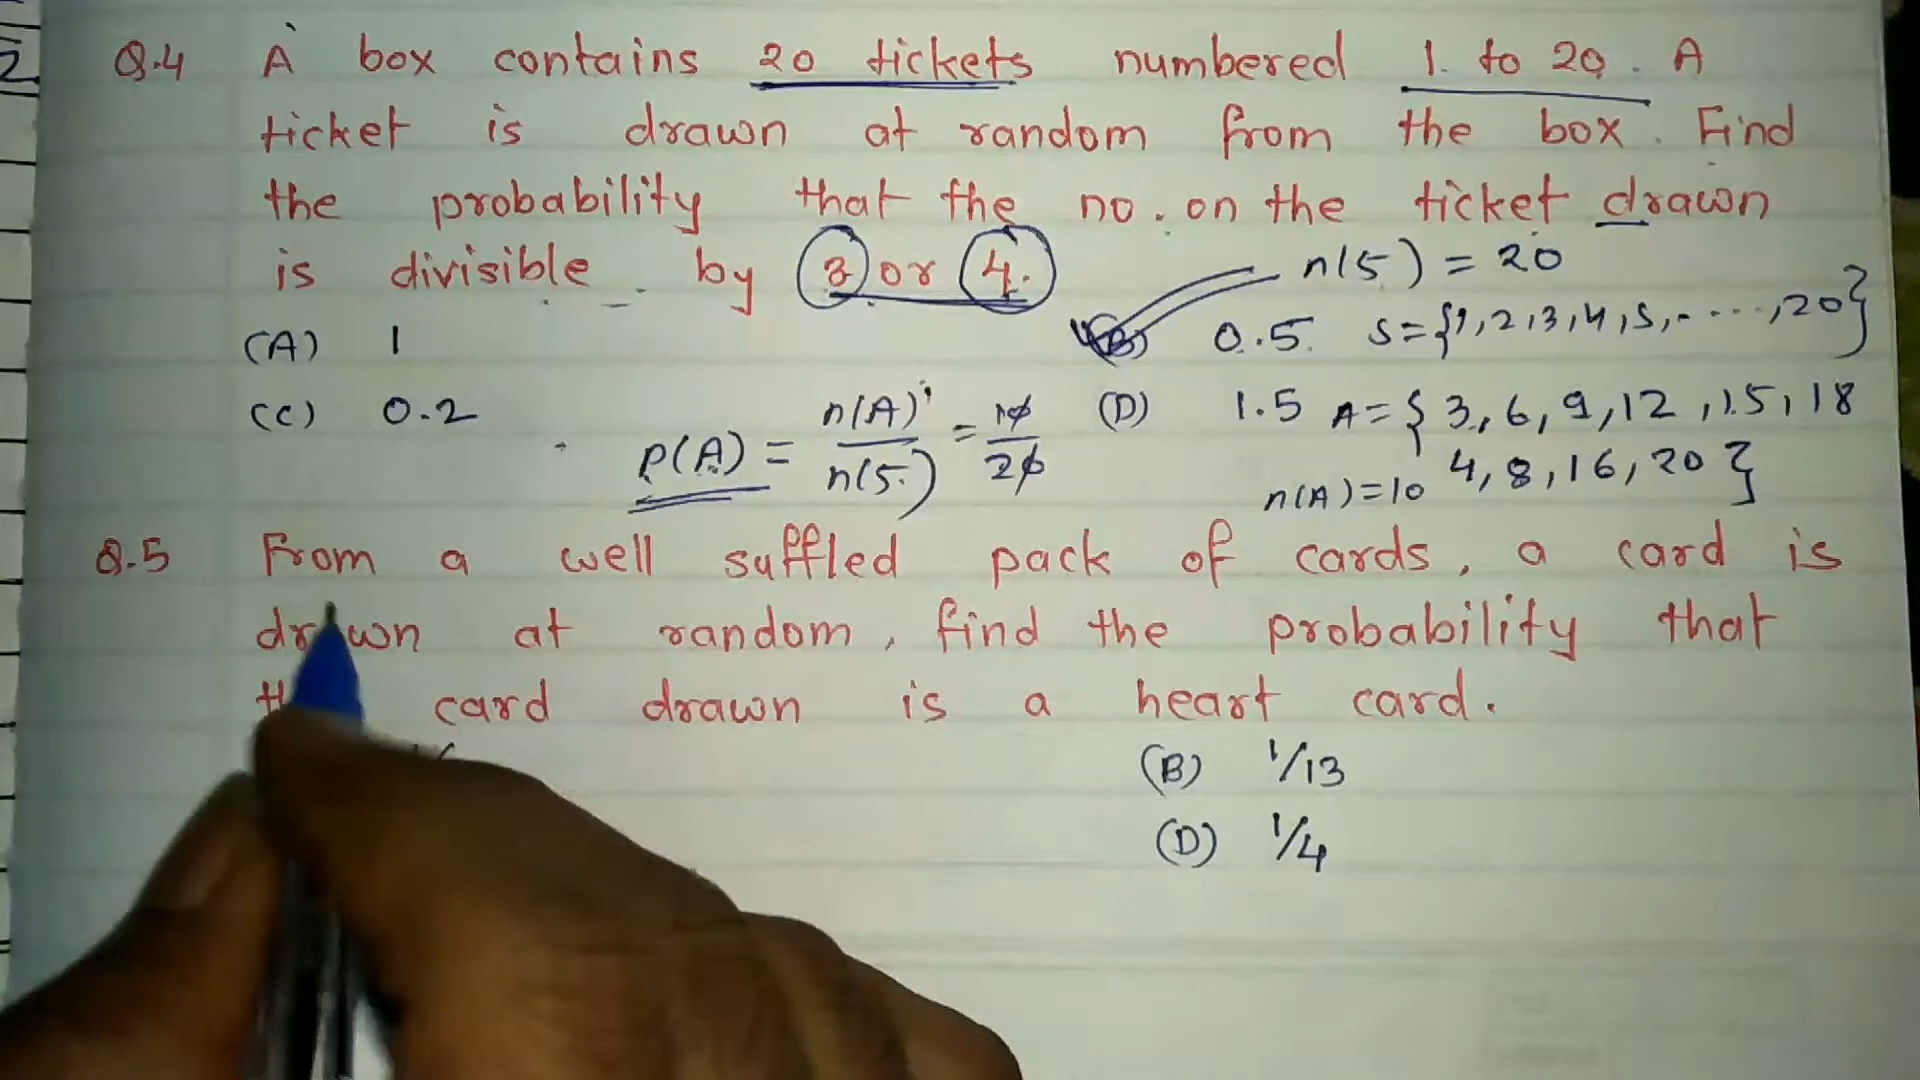 2
Q.4 A box contains 20 tickets numbered 1 to 20. A
ticket is drawn at random from the box. Find
the probability that the no. on the ticket drawn
is divisible by 3 or 4.
n(S) = 20
(A) 1
(B) 0.5
S={1,2,3,4,5,-...,20}
(C) 0.2
(D) 1.5
A={3,6,9,12,15,18
4,8,16,20}
n(A)=10
P(A) = n(A)/n(S) = 10/20
Q.5 From a well suffled pack of cards, a card is
drawn at random, find the probability that
card drawn is a heart card.
(B) 1/13
(D) 1/4